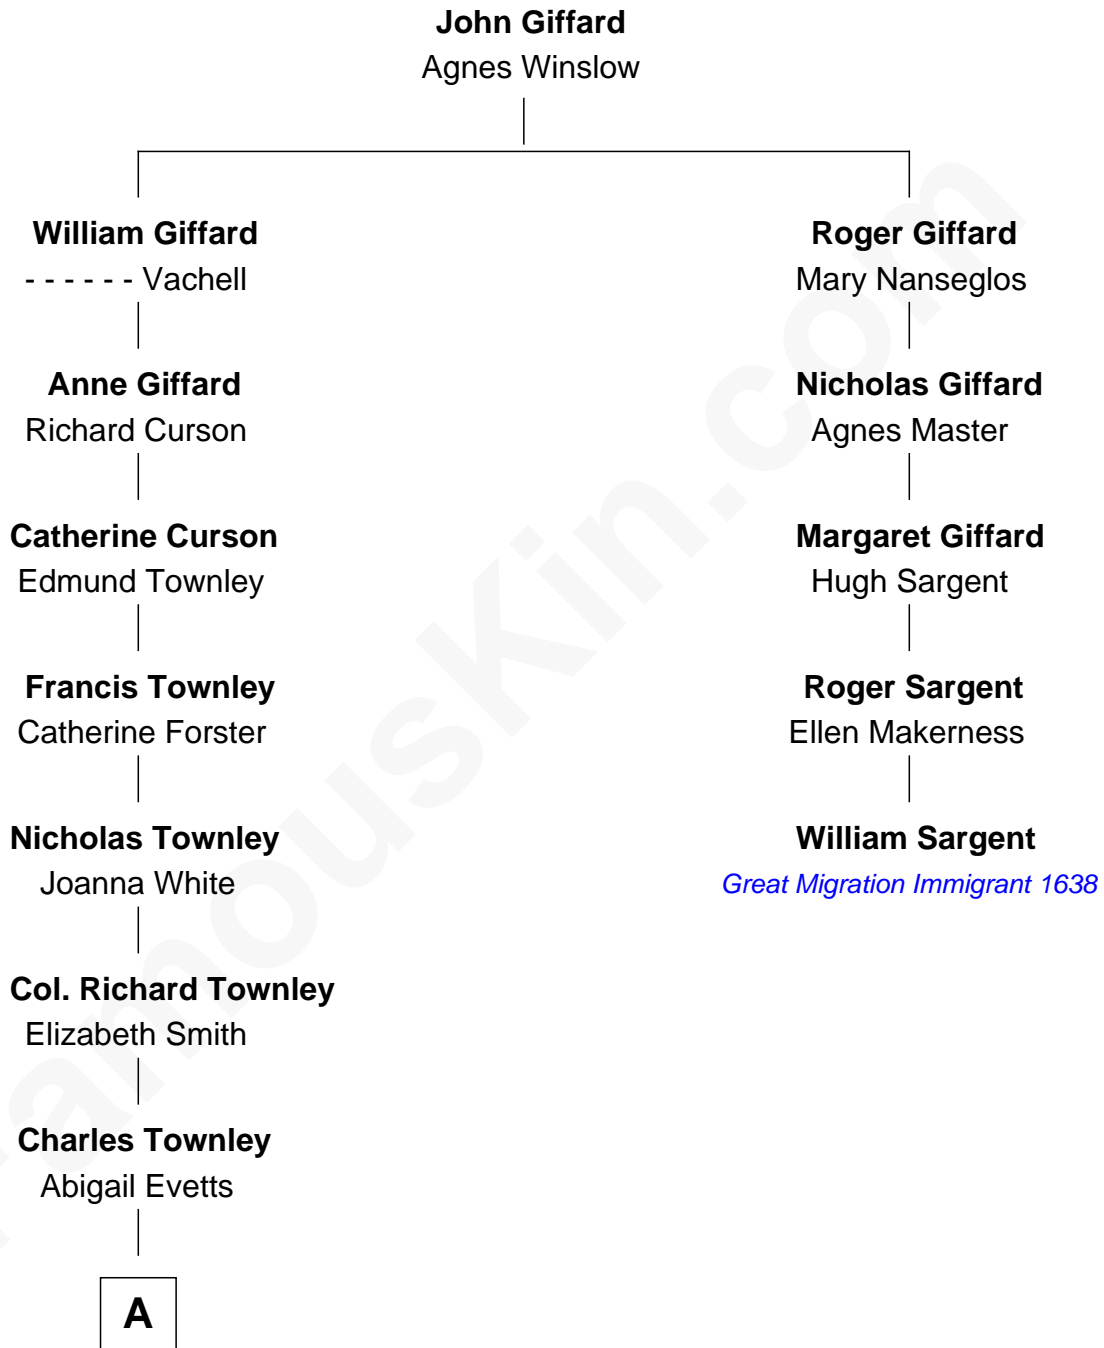 John Giffard
Agnes Winslow
William Giffard
- - - - - - Vachell
Anne Giffard
Richard Curson
Catherine Curson
Edmund Townley
Francis Townley
Catherine Forster
Nicholas Townley
Joanna White
Col. Richard Townley
Elizabeth Smith
Charles Townley
Abigail Evetts
A
Roger Giffard
Mary Nanseglos
Nicholas Giffard
Agnes Master
Margaret Giffard
Hugh Sargent
Roger Sargent
Ellen Makerness
William Sargent
Great Migration Immigrant 1638
FamousKin.com